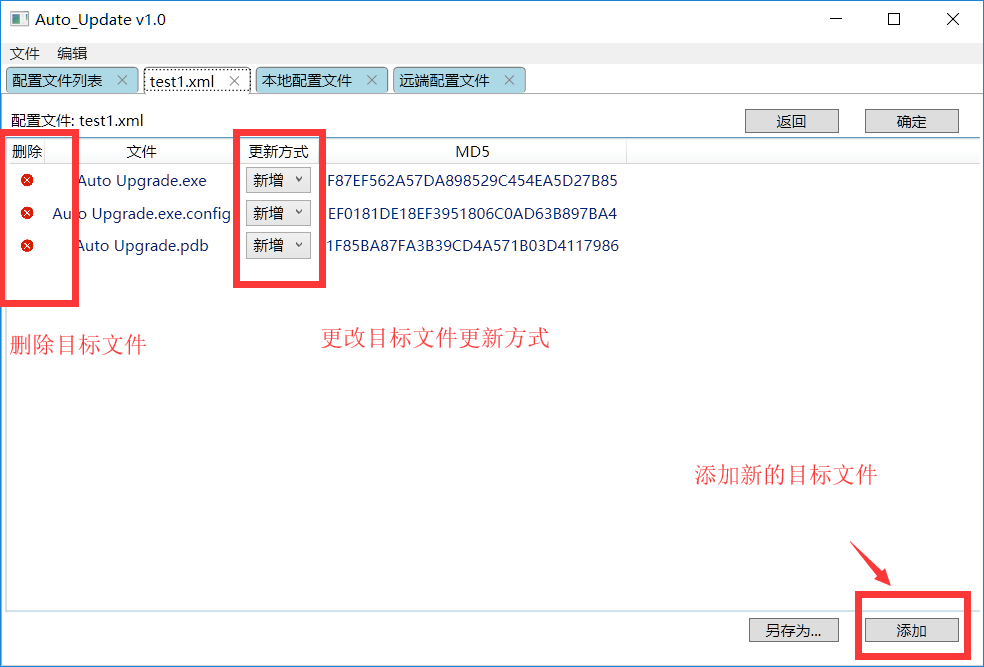 Auto_Update v1.0
文件 编辑
配置文件列表 test1.xml 本地配置文件 远端配置文件
配置文件: test1.xml 返回 确定
删除 文件 更新方式 MD5
Auto Upgrade.exe 新增 F87EF562A57DA898529C454EA5D27B85
Auto Upgrade.exe.config 新增 EF0181DE18EF3951806C0AD63B897BA4
Auto Upgrade.pdb 新增 1F85BA87FA3B39CD4A571B03D4117986
删除目标文件 更改目标文件更新方式
添加新的目标文件
另存为... 添加